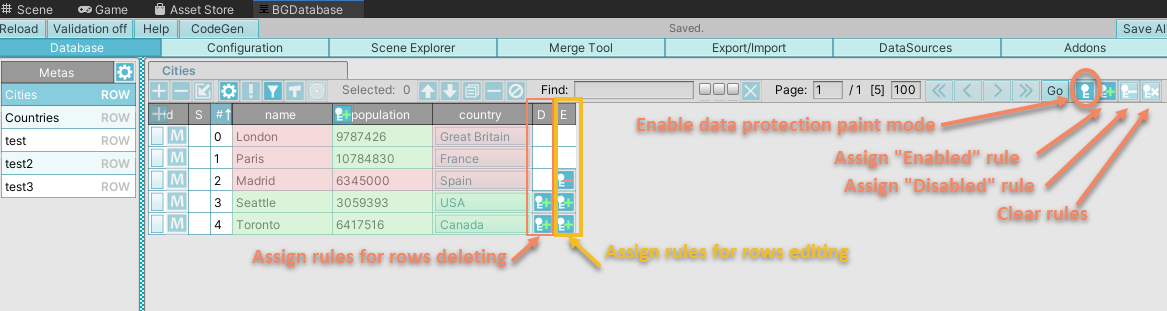 Scene Game Asset Store BGDatabase
Reload Validation off Help CodeGen Saved. Save Al
Database Configuration Scene Explorer Merge Tool Export/Import DataSources Addons
Metas Cities
Cities ROW Selected: 0 Find: Page: 1 / 1 [5] 100 << < > >> Go
Countries ROW
test ROW
test2 ROW
test3 ROW
d S # name population country D E
M 0 London 9787426 Great Britain
M 1 Paris 10784830 France
M 2 Madrid 6345000 Spain
M 3 Seattle 3059393 USA
M 4 Toronto 6417516 Canada
Enable data protection paint mode
Assign "Enabled" rule
Assign "Disabled" rule
Clear rules
Assign rules for rows deleting
Assign rules for rows editing